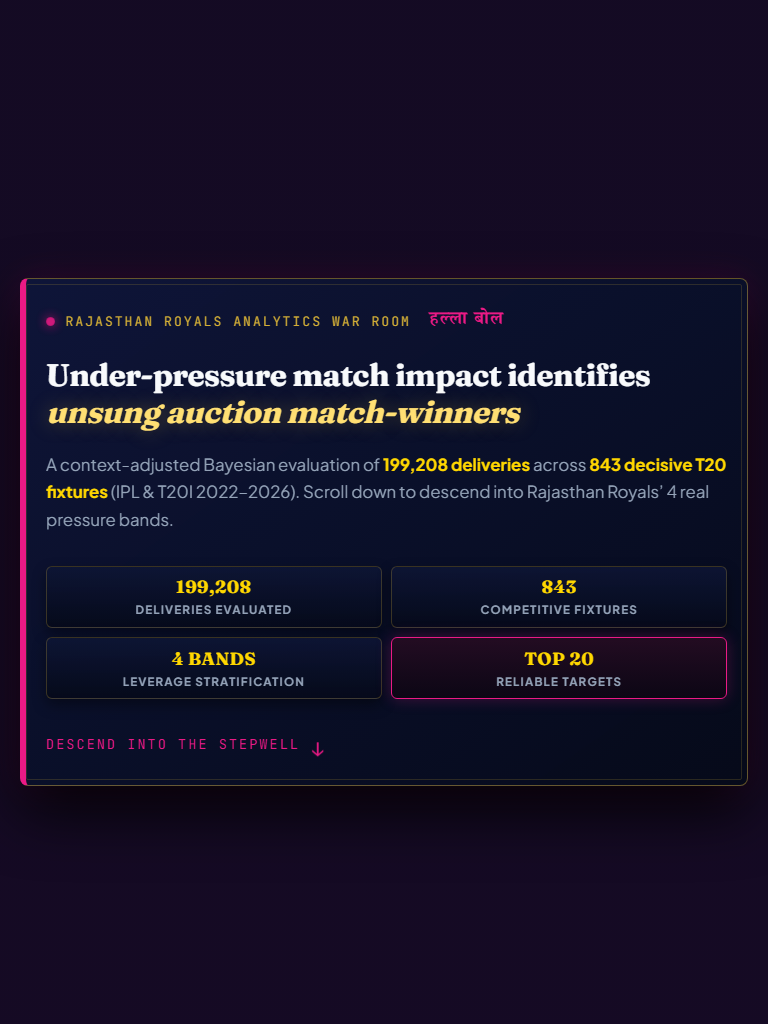 RAJASTHAN ROYALS ANALYTICS WAR ROOM हल्ला बोल
Under-pressure match impact identifies
unsung auction match-winners
A context-adjusted Bayesian evaluation of 199,208 deliveries across 843 decisive T20
fixtures (IPL & T20I 2022–2026). Scroll down to descend into Rajasthan Royals’ 4 real
pressure bands.
199,208
DELIVERIES EVALUATED
843
COMPETITIVE FIXTURES
4 BANDS
LEVERAGE STRATIFICATION
TOP 20
RELIABLE TARGETS
DESCEND INTO THE STEPWELL ↓